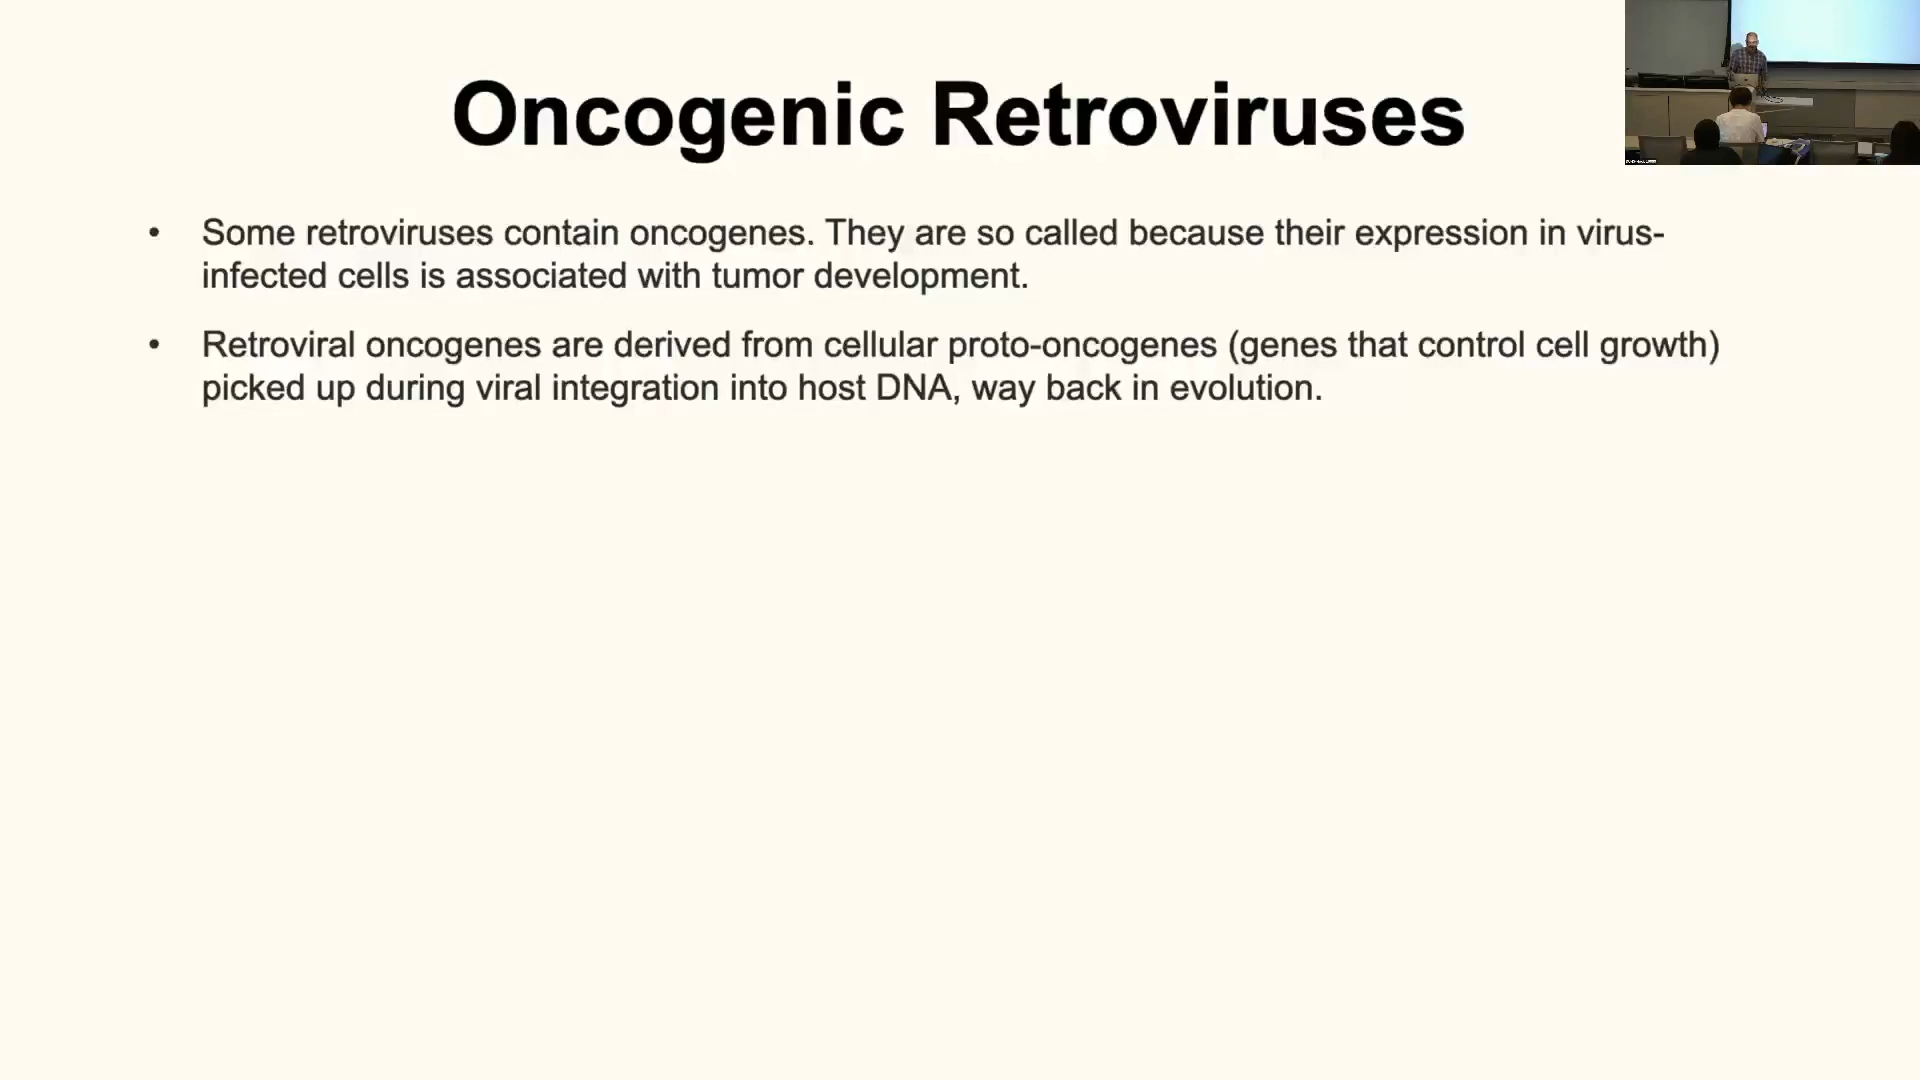 Oncogenic Retroviruses
• Some retroviruses contain oncogenes. They are so called because their expression in virus-
infected cells is associated with tumor development.
• Retroviral oncogenes are derived from cellular proto-oncogenes (genes that control cell growth)
picked up during viral integration into host DNA, way back in evolution.